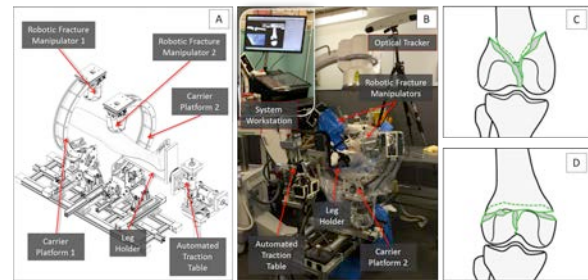 A
Robotic Fracture
Manipulator 1
Robotic Fracture
Manipulator 2
Carrier
Platform 2
Carrier
Platform 1
Leg
Holder
Automated
Traction
Table
B
Optical Tracker
Robotic Fracture
Manipulators
System
Workstation
Automated
Traction
Table
Leg
Holder
Carrier
Platform 2
C
D